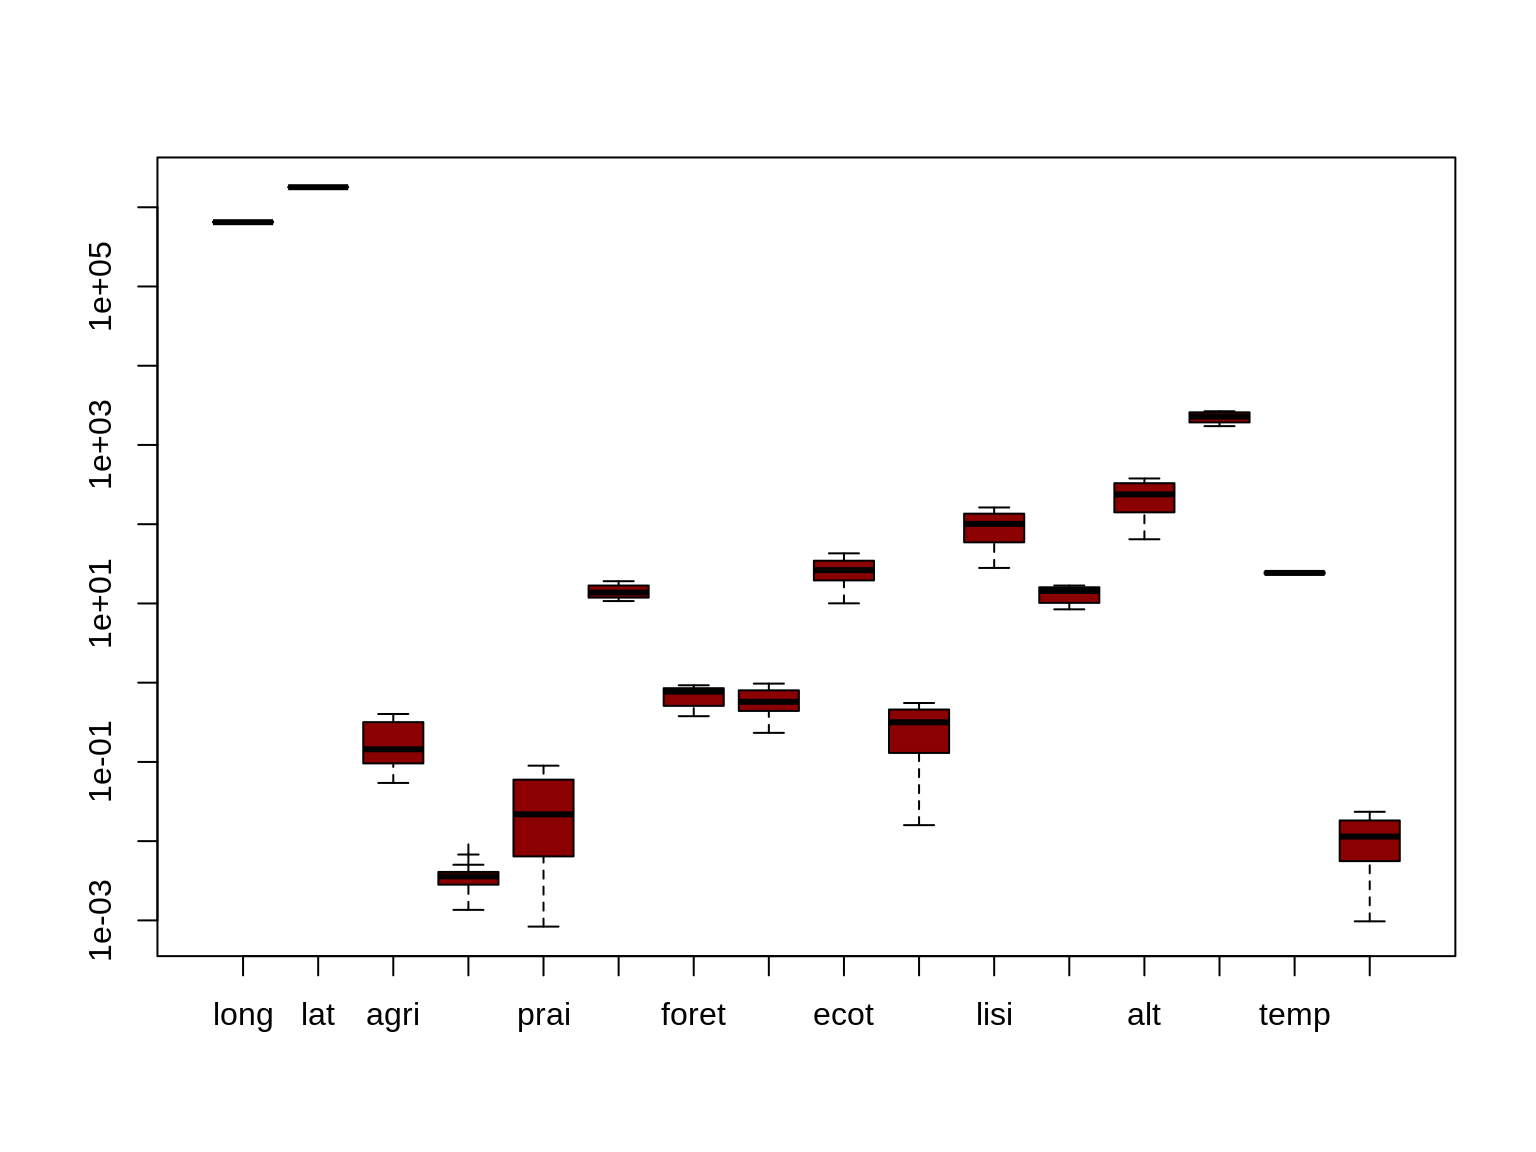 1e+05
1e+03
1e+01
1e-01
1e-03
long lat agri prai foret ecot lisi alt temp